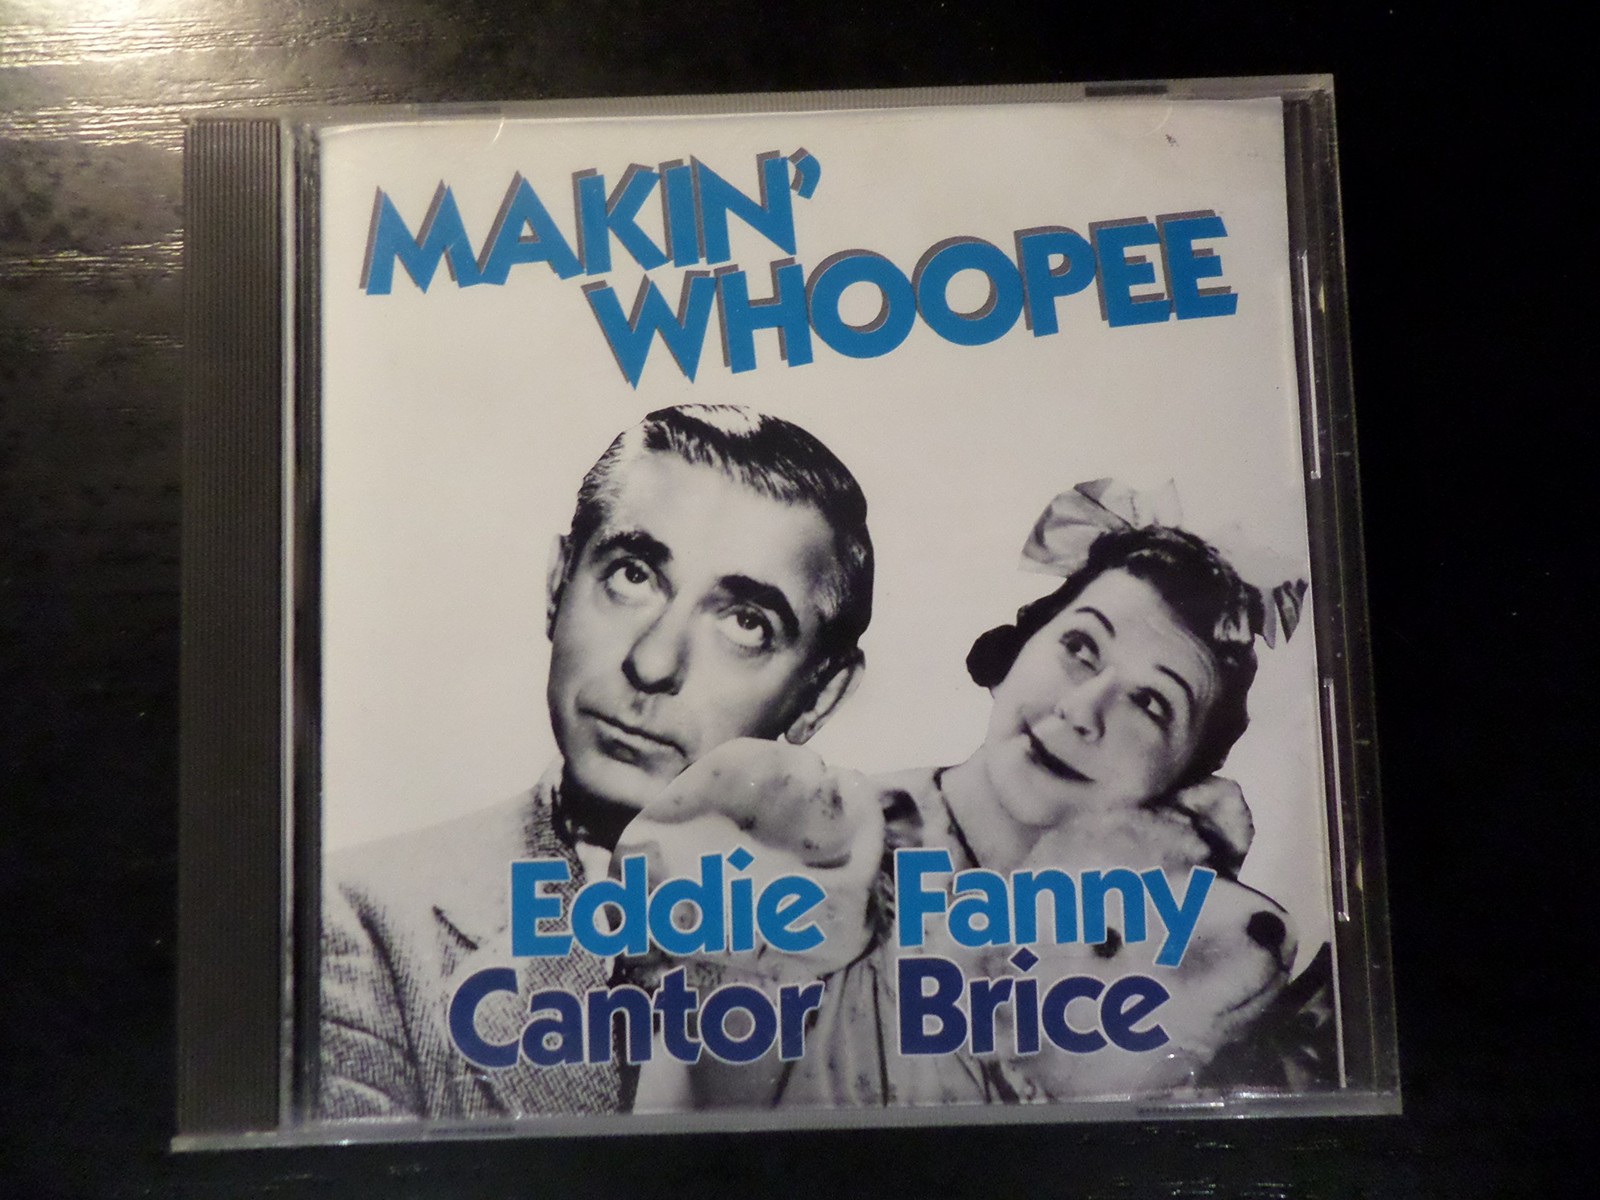 MAKIN'
WHOOPEE
Eddie
Cantor
Fanny
Brice